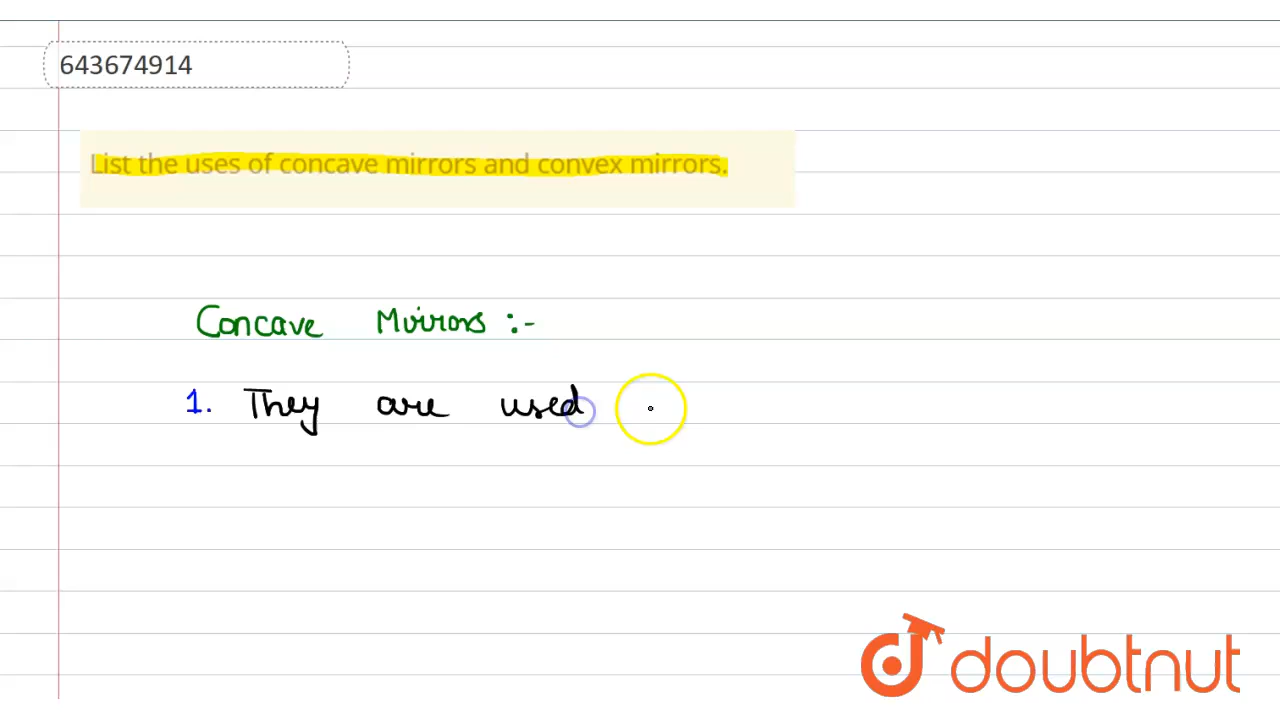 643674914
List the uses of concave mirrors and convex mirrors.
Concave Mirrors :-
1. They are used
doubtnut